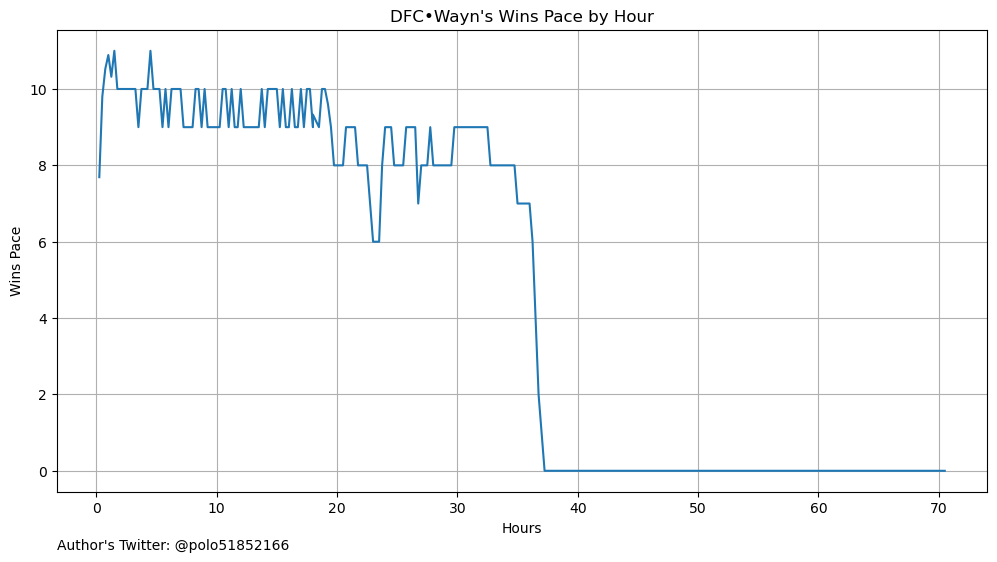 DFC•Wayn's Wins Pace by Hour
10
8
6
4
2
0
Wins Pace
0 10 20 30 40 50 60 70
Hours
Author's Twitter: @polo51852166